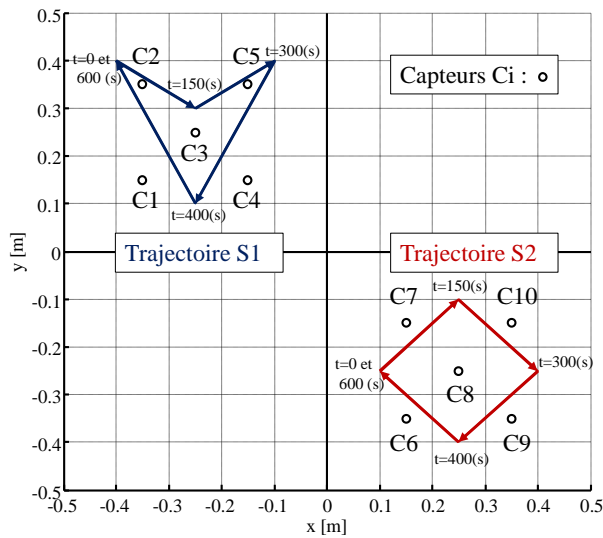 0.5
0.4
0.3
0.2
0.1
0
-0.1
-0.2
-0.3
-0.4
-0.5
y [m]
t=0 et
600 (s)
C2
C5
t=300(s)
t=150(s)
C3
C1
C4
t=400(s)
Capteurs Ci :
Trajectoire S1
Trajectoire S2
C7
t=150(s)
C10
t=0 et
600 (s)
t=300(s)
C8
C6
C9
t=400(s)
-0.5 -0.4 -0.3 -0.2 -0.1 0 0.1 0.2 0.3 0.4 0.5
x [m]